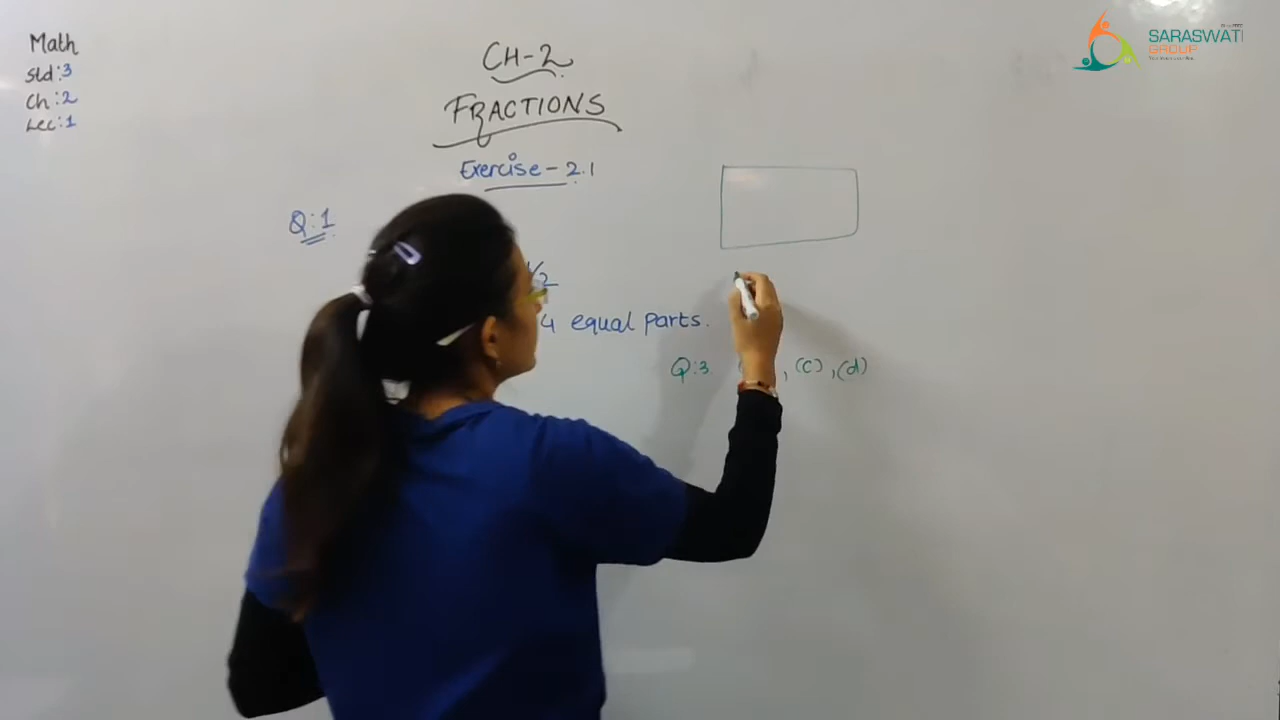 Math
Std:3
Ch:2
Lec:1
CH-2
FRACTIONS
Exercise-2.1
Q:1
1/2
4 equal parts.
Q:3 , (c) , (d)
SARASWATI
GROUP